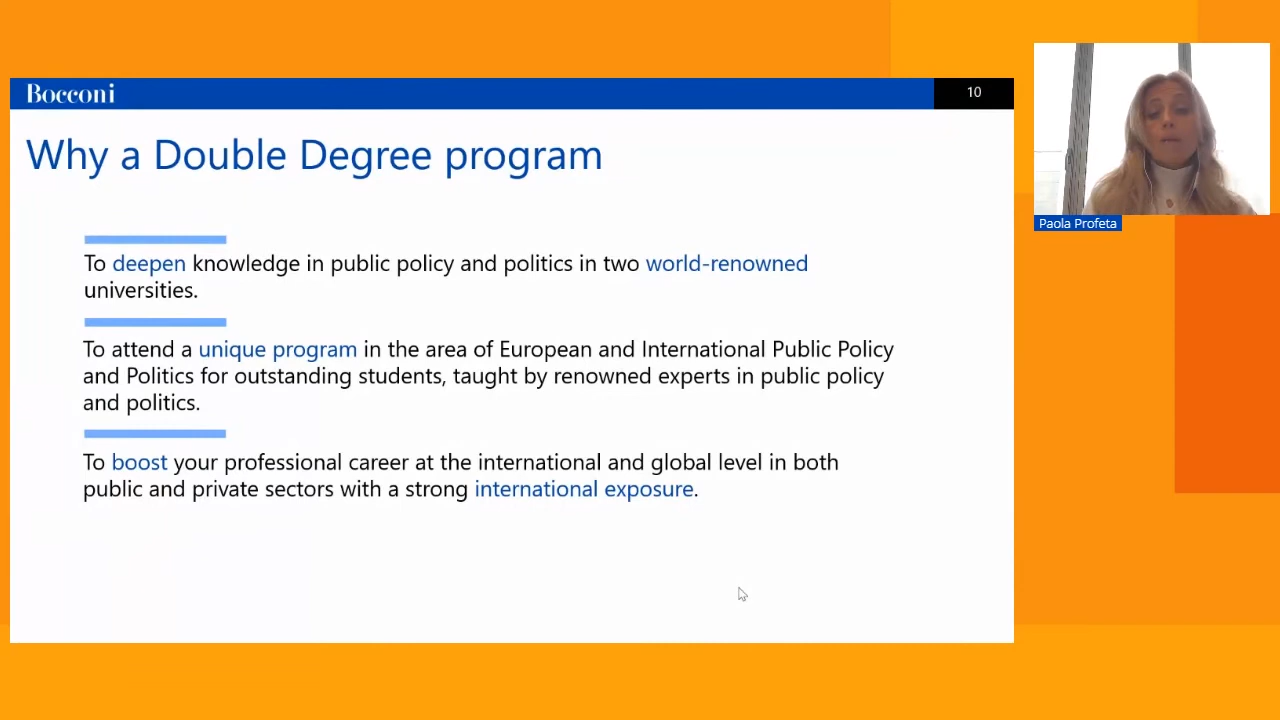 Bocconi
10
Why a Double Degree program
To deepen knowledge in public policy and politics in two world-renowned
universities.
To attend a unique program in the area of European and International Public Policy
and Politics for outstanding students, taught by renowned experts in public policy
and politics.
To boost your professional career at the international and global level in both
public and private sectors with a strong international exposure.
Paola Profeta